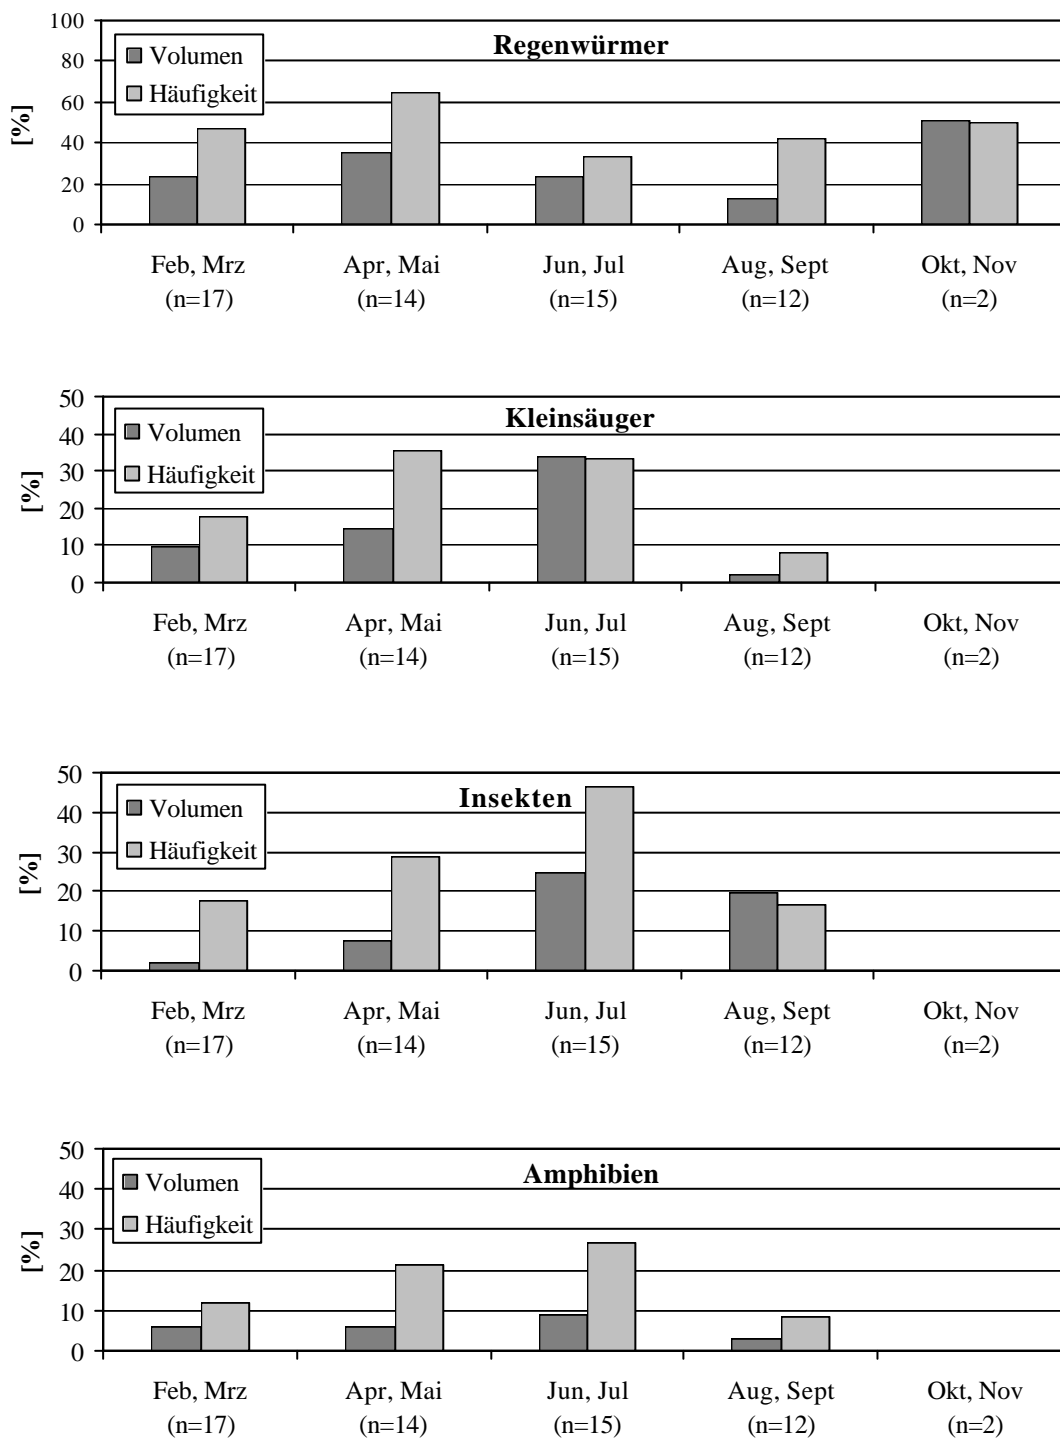 Regenwürmer
Volumen
Häufigkeit
[%]
100
80
60
40
20
0
Feb, Mrz Apr, Mai Jun, Jul Aug, Sept Okt, Nov
(n=17) (n=14) (n=15) (n=12) (n=2)
Kleinsäuger
Volumen
Häufigkeit
[%]
50
40
30
20
10
0
Feb, Mrz Apr, Mai Jun, Jul Aug, Sept Okt, Nov
(n=17) (n=14) (n=15) (n=12) (n=2)
Insekten
Volumen
Häufigkeit
[%]
50
40
30
20
10
0
Feb, Mrz Apr, Mai Jun, Jul Aug, Sept Okt, Nov
(n=17) (n=14) (n=15) (n=12) (n=2)
Amphibien
Volumen
Häufigkeit
[%]
50
40
30
20
10
0
Feb, Mrz Apr, Mai Jun, Jul Aug, Sept Okt, Nov
(n=17) (n=14) (n=15) (n=12) (n=2)